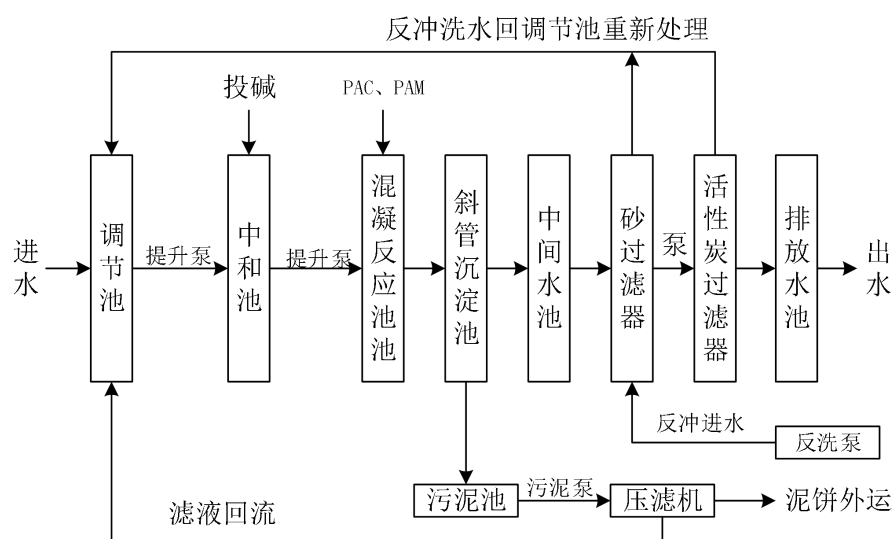 反冲洗水回调节池重新处理
投碱
PAC、PAM
进水
调节池
提升泵
中和池
提升泵
混凝反应池池
斜管沉淀池
中间水池
砂过滤器
泵
活性炭过滤器
排放水池
出水
反冲进水
反洗泵
污泥池
污泥泵
压滤机
泥饼外运
滤液回流